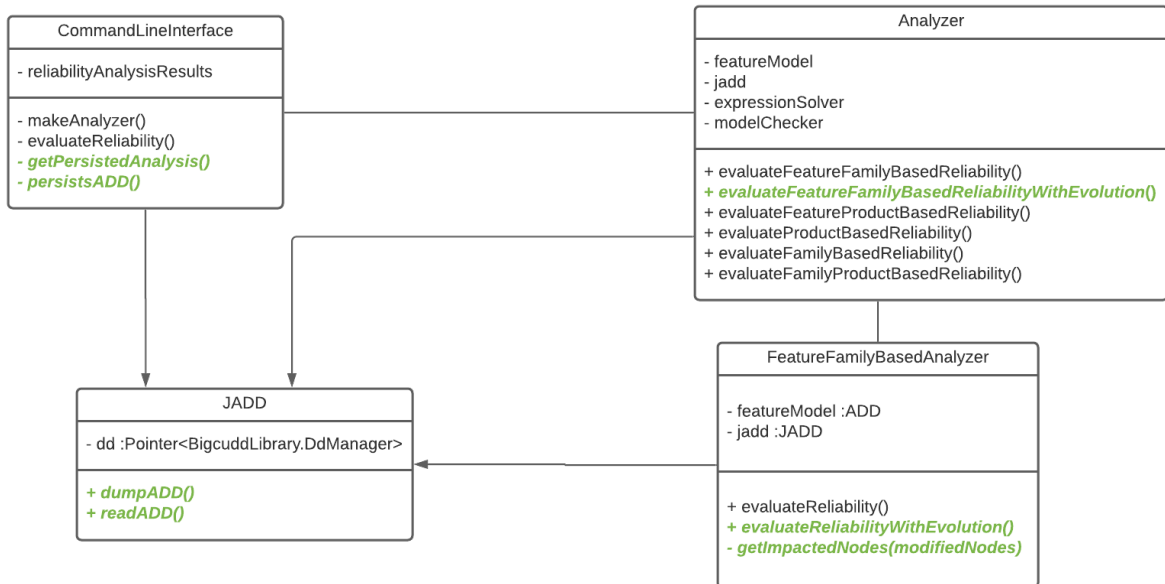 CommandLineInterface
- reliabilityAnalysisResults
- makeAnalyzer()
- evaluateReliability()
- getPersistedAnalysis()
- persistsADD()
Analyzer
- featureModel
- jadd
- expressionSolver
- modelChecker
+ evaluateFeatureFamilyBasedReliability()
+ evaluateFeatureFamilyBasedReliabilityWithEvolution()
+ evaluateFeatureProductBasedReliability()
+ evaluateProductBasedReliability()
+ evaluateFamilyBasedReliability()
+ evaluateFamilyProductBasedReliability()
JADD
- dd :Pointer<BigcuddLibrary.DdManager>
+ dumpADD()
+ readADD()
FeatureFamilyBasedAnalyzer
- featureModel :ADD
- jadd :JADD
+ evaluateReliability()
+ evaluateReliabilityWithEvolution()
- getImpactedNodes(modifiedNodes)